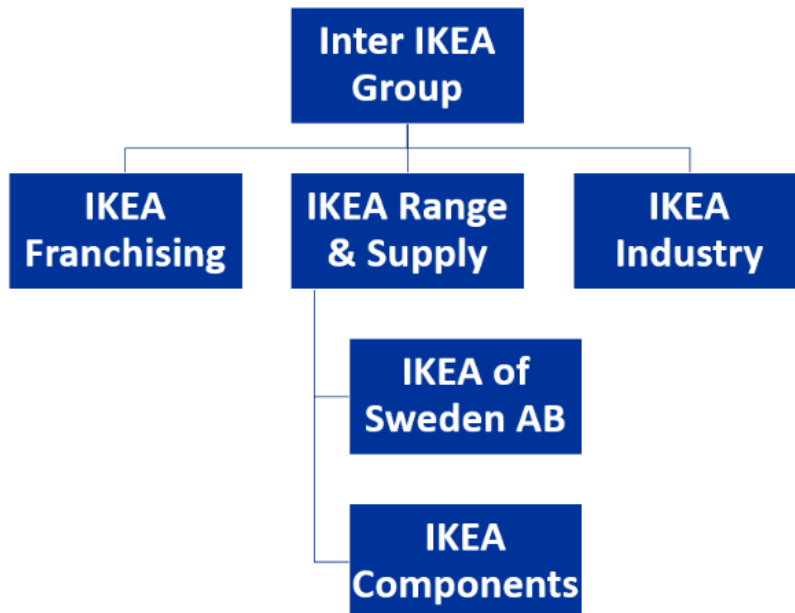 Inter IKEA
Group
IKEA
Franchising
IKEA Range
& Supply
IKEA
Industry
IKEA of
Sweden AB
IKEA
Components